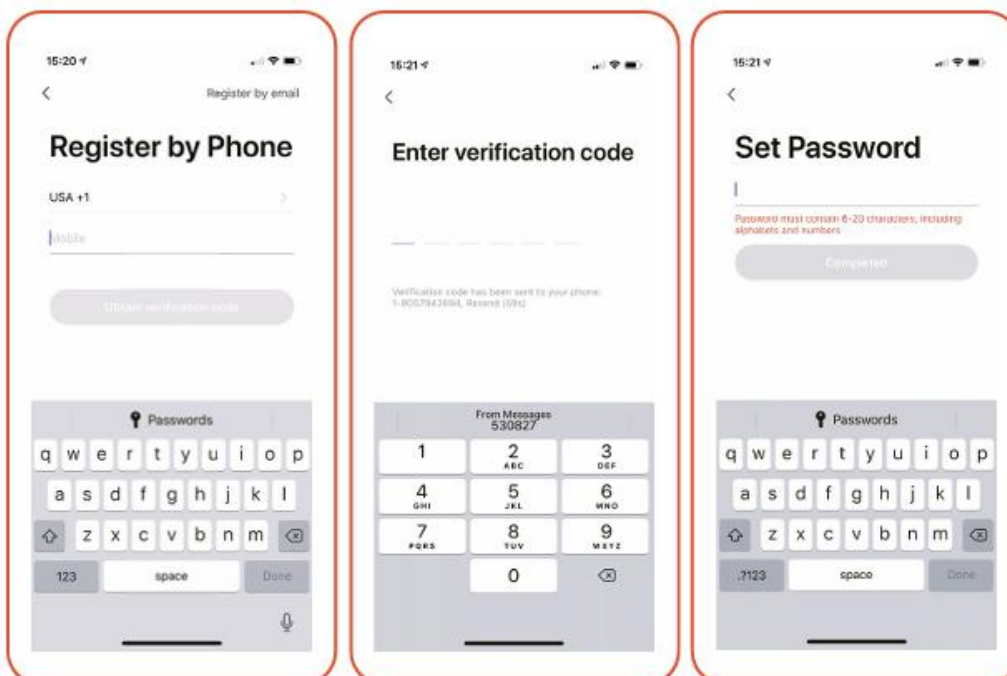 15:20
Register by email
Register by Phone
USA +1
Mobile
Obtain verification code
Passwords
q w e r t y u i o p
a s d f g h j k l
z x c v b n m
123 space Done
15:21
Enter verification code
Verification code has been sent to your phone:
Resend
From Messages
530827
1 2 3
ABC DEF
4 5 6
GHI JKL MNO
7 8 9
PQRS TUV WXYZ
0
15:21
Set Password
Password must contain 6-20 characters, including
alphabets and numbers
Completed
Passwords
q w e r t y u i o p
a s d f g h j k l
z x c v b n m
.?123 space Done